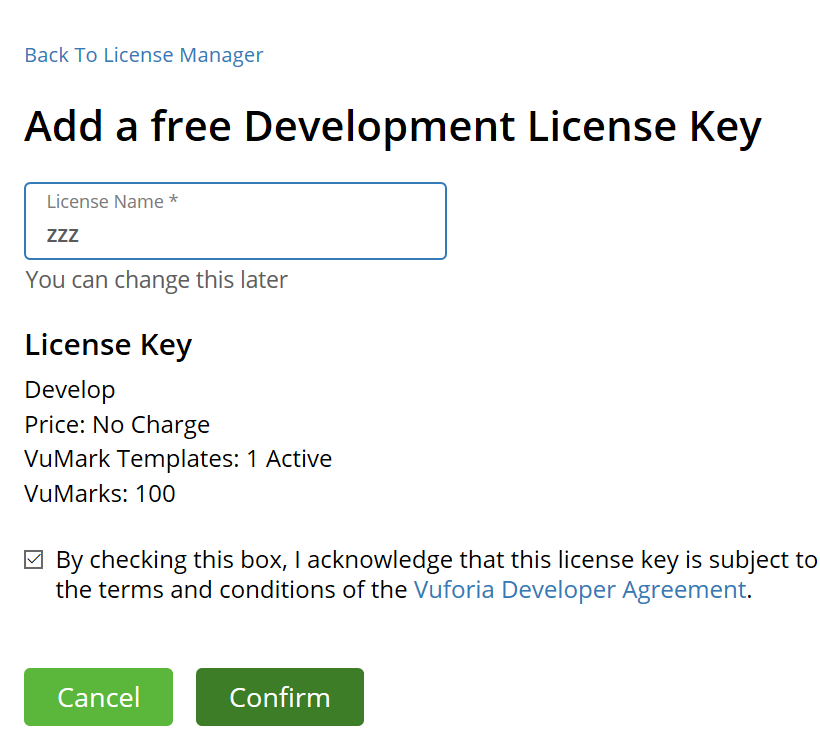 Back To License Manager
Add a free Development License Key
License Name *
zzz
You can change this later
License Key
Develop
Price: No Charge
VuMark Templates: 1 Active
VuMarks: 100
By checking this box, I acknowledge that this license key is subject to
the terms and conditions of the Vuforia Developer Agreement.
Cancel Confirm